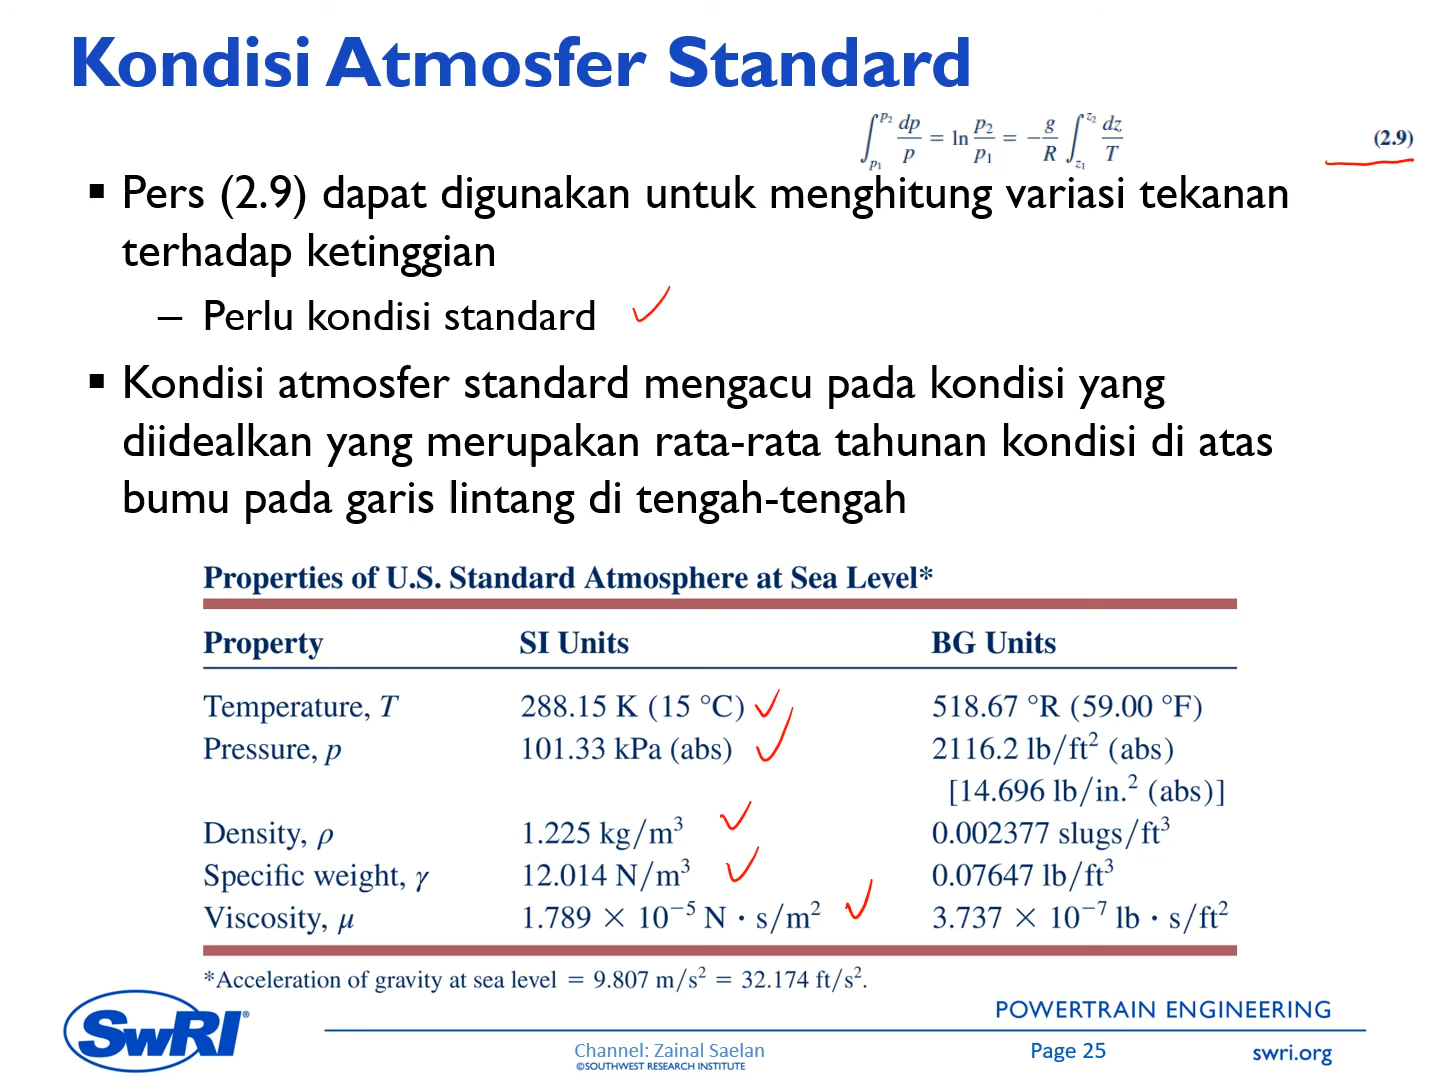 Kondisi Atmosfer Standard
∫_{p₁}^{p₂} dp/p = ln p₂/p₁ = −g/R ∫_{z₁}^{z₂} dz/T (2.9)
▪ Pers (2.9) dapat digunakan untuk menghitung variasi tekanan
terhadap ketinggian
– Perlu kondisi standard
▪ Kondisi atmosfer standard mengacu pada kondisi yang
diidealkan yang merupakan rata-rata tahunan kondisi di atas
bumu pada garis lintang di tengah-tengah
Properties of U.S. Standard Atmosphere at Sea Level*
Property SI Units BG Units
Temperature, T 288.15 K (15 °C) 518.67 °R (59.00 °F)
Pressure, p 101.33 kPa (abs) 2116.2 lb/ft² (abs)
[14.696 lb/in.² (abs)]
Density, ρ 1.225 kg/m³ 0.002377 slugs/ft³
Specific weight, γ 12.014 N/m³ 0.07647 lb/ft³
Viscosity, μ 1.789 × 10⁻⁵ N · s/m² 3.737 × 10⁻⁷ lb · s/ft²
*Acceleration of gravity at sea level = 9.807 m/s² = 32.174 ft/s².
SwRI®
POWERTRAIN ENGINEERING
Channel: Zainal Saelan Page 25 swri.org
©SOUTHWEST RESEARCH INSTITUTE